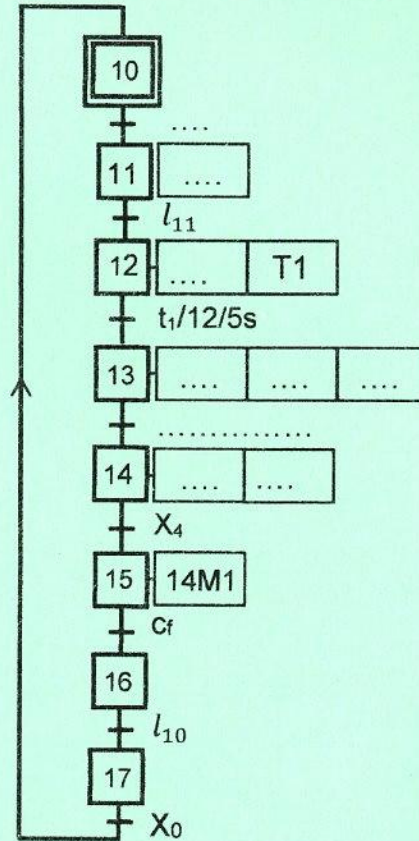 10
....
11 ....
l₁₁
12 .... T1
t₁/12/5s
13 .... .... ....
...............
14 .... ....
X₄
15 14M1
Cf
16
l₁₀
17
X₀